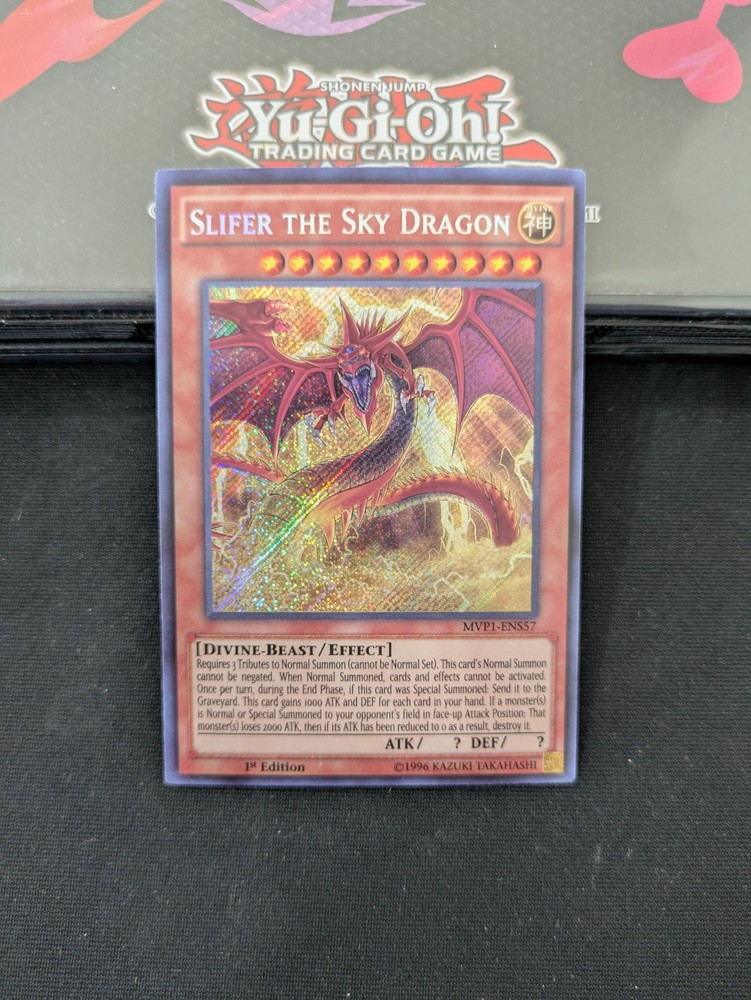 SHONEN JUMP
Yu-Gi-Oh!
TRADING CARD GAME
SLIFER THE SKY DRAGON
DIVINE
神
MVP1-ENS57
[DIVINE-BEAST/EFFECT]
Requires 3 Tributes to Normal Summon (cannot be Normal Set). This card's Normal Summon
cannot be negated. When Normal Summoned, cards and effects cannot be activated.
Once per turn, during the End Phase, if this card was Special Summoned: Send it to the
Graveyard. This card gains 1000 ATK and DEF for each card in your hand. If a monster(s)
is Normal or Special Summoned to your opponent's field in face-up Attack Position: That
monster(s) loses 2000 ATK, then if its ATK has been reduced to 0 as a result, destroy it.
ATK/ ? DEF/ ?
1st Edition ©1996 KAZUKI TAKAHASHI